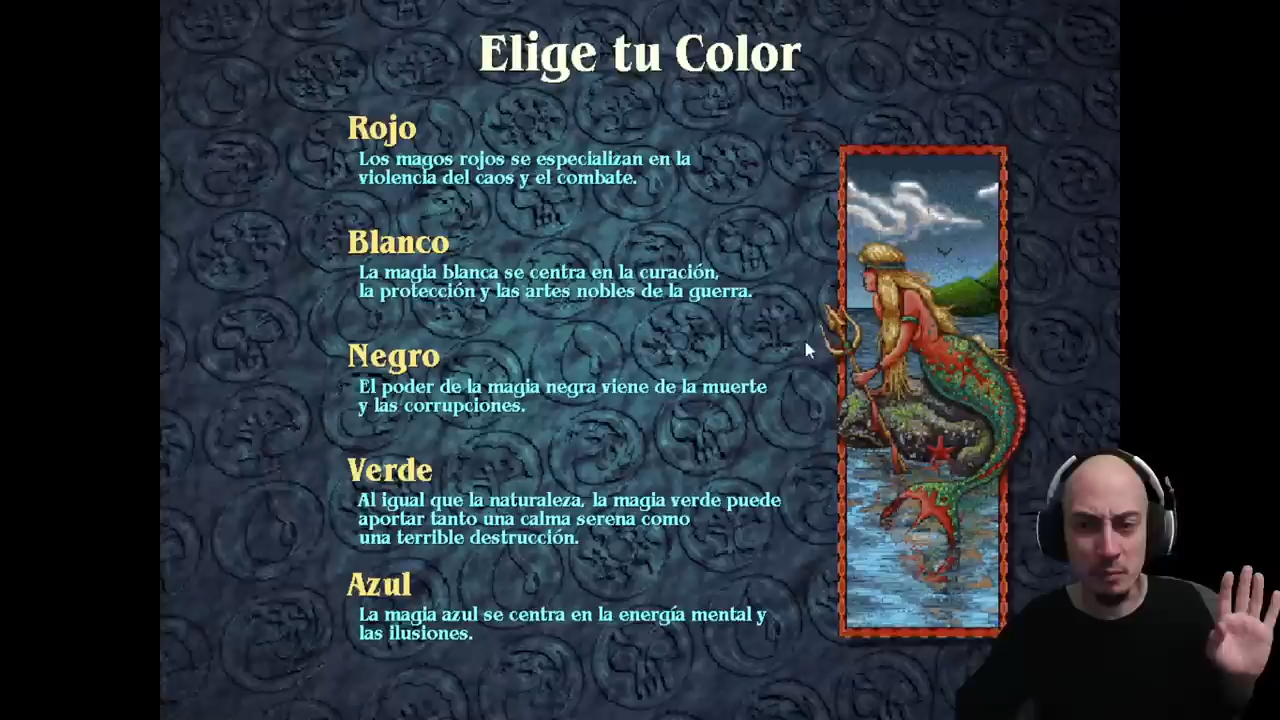 Elige tu Color
Rojo
Los magos rojos se especializan en la
violencia del caos y el combate.
Blanco
La magia blanca se centra en la curación,
la protección y las artes nobles de la guerra.
Negro
El poder de la magia negra viene de la muerte
y las corrupciones.
Verde
Al igual que la naturaleza, la magia verde puede
aportar tanto una calma serena como
una terrible destrucción.
Azul
La magia azul se centra en la energía mental y
las ilusiones.